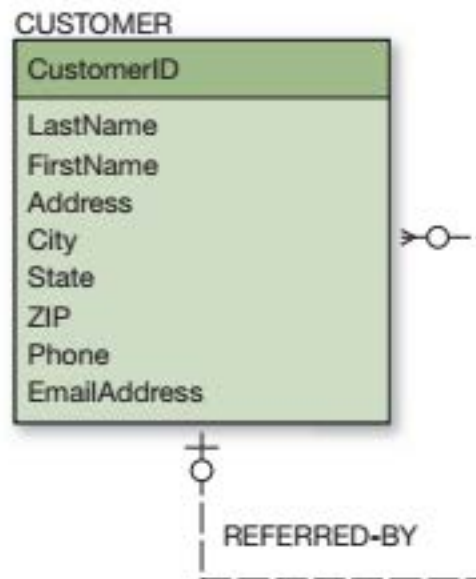 CUSTOMER
CustomerID
LastName
FirstName
Address
City
State
ZIP
Phone
EmailAddress
REFERRED-BY